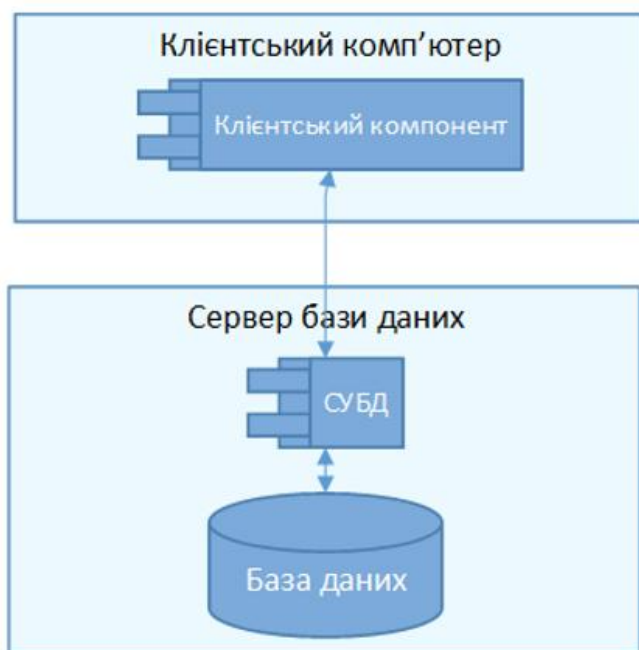 Клієнтський комп’ютер
Клієнтський компонент
Сервер бази даних
СУБД
База даних